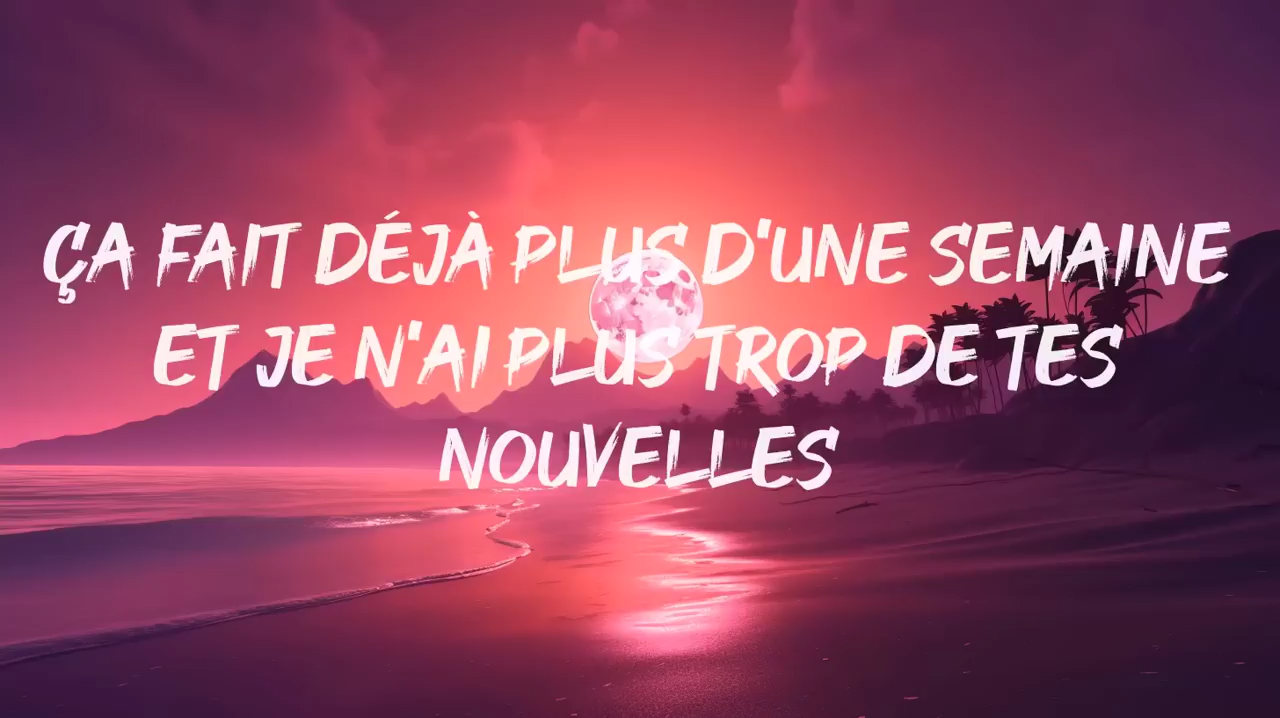 ÇA FAIT DÉJÀ PLUS D'UNE SEMAINE
ET JE N'AI PLUS TROP DE TES
NOUVELLES